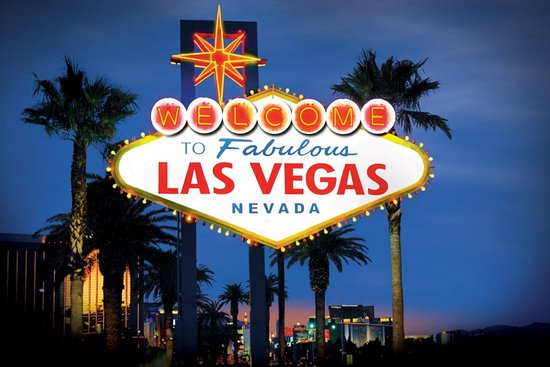 WELCOME
TO Fabulous
LAS VEGAS
NEVADA